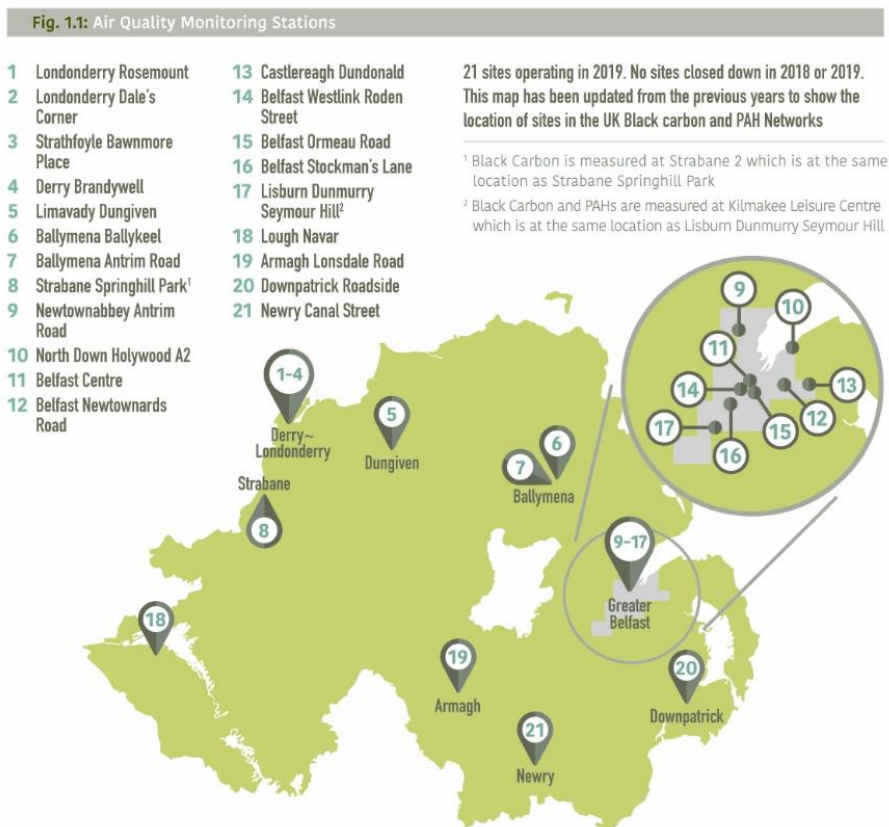 Fig. 1.1: Air Quality Monitoring Stations
1 Londonderry Rosemount
2 Londonderry Dale's
Corner
3 Strathfoyle Bawnmore
Place
4 Derry Brandywell
5 Limavady Dungiven
6 Ballymena Ballykeel
7 Ballymena Antrim Road
8 Strabane Springhill Park¹
9 Newtownabbey Antrim
Road
10 North Down Holywood A2
11 Belfast Centre
12 Belfast Newtownards
Road
13 Castlereagh Dundonald
14 Belfast Westlink Roden
Street
15 Belfast Ormeau Road
16 Belfast Stockman's Lane
17 Lisburn Dunmurry
Seymour Hill²
18 Lough Navar
19 Armagh Lonsdale Road
20 Downpatrick Roadside
21 Newry Canal Street
21 sites operating in 2019. No sites closed down in 2018 or 2019.
This map has been updated from the previous years to show the
location of sites in the UK Black carbon and PAH Networks
¹ Black Carbon is measured at Strabane 2 which is at the same
location as Strabane Springhill Park
² Black Carbon and PAHs are measured at Kilmakee Leisure Centre
which is at the same location as Lisburn Dunmurry Seymour Hill
9
10
11
14
13
17
16
15
12
1-4
Derry~
Londonderry
5
Dungiven
6
7
Ballymena
Strabane
8
9-17
Greater
Belfast
18
19
Armagh
20
Downpatrick
21
Newry